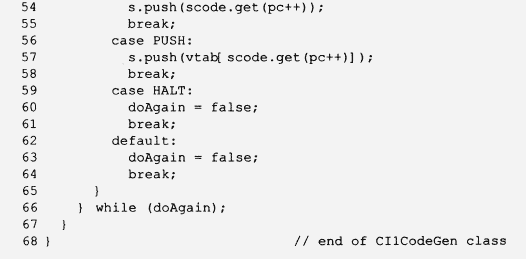 54 s.push(scode.get(pc++));
55 break;
56 case PUSH:
57 s.push(vtab[ scode.get(pc++)]);
58 break;
59 case HALT:
60 doAgain = false;
61 break;
62 default:
63 doAgain = false;
64 break;
65 }
66 } while (doAgain);
67 }
68 } // end of CI1CodeGen class